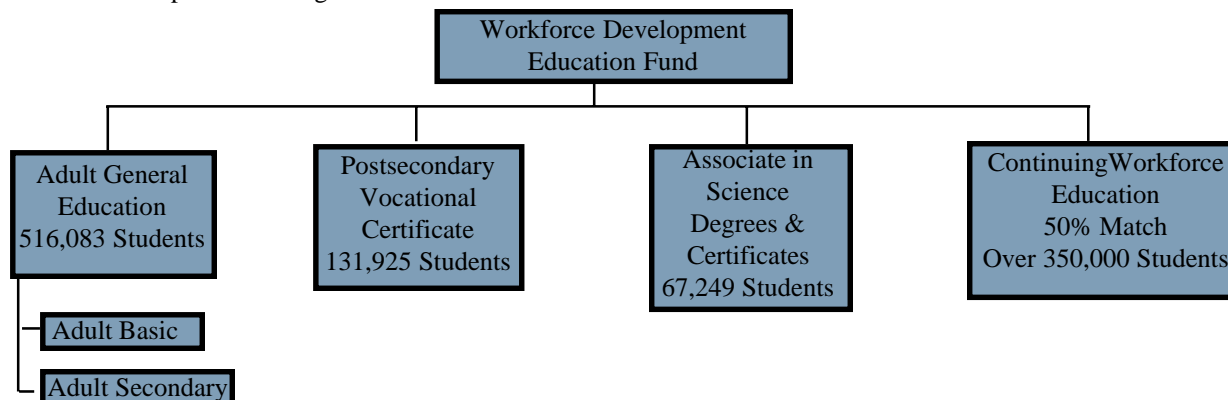 Workforce Development
Education Fund
Adult General
Education
516,083 Students
Postsecondary
Vocational
Certificate
131,925 Students
Associate in
Science
Degrees &
Certificates
67,249 Students
ContinuingWorkforce
Education
50% Match
Over 350,000 Students
Adult Basic
Adult Secondary